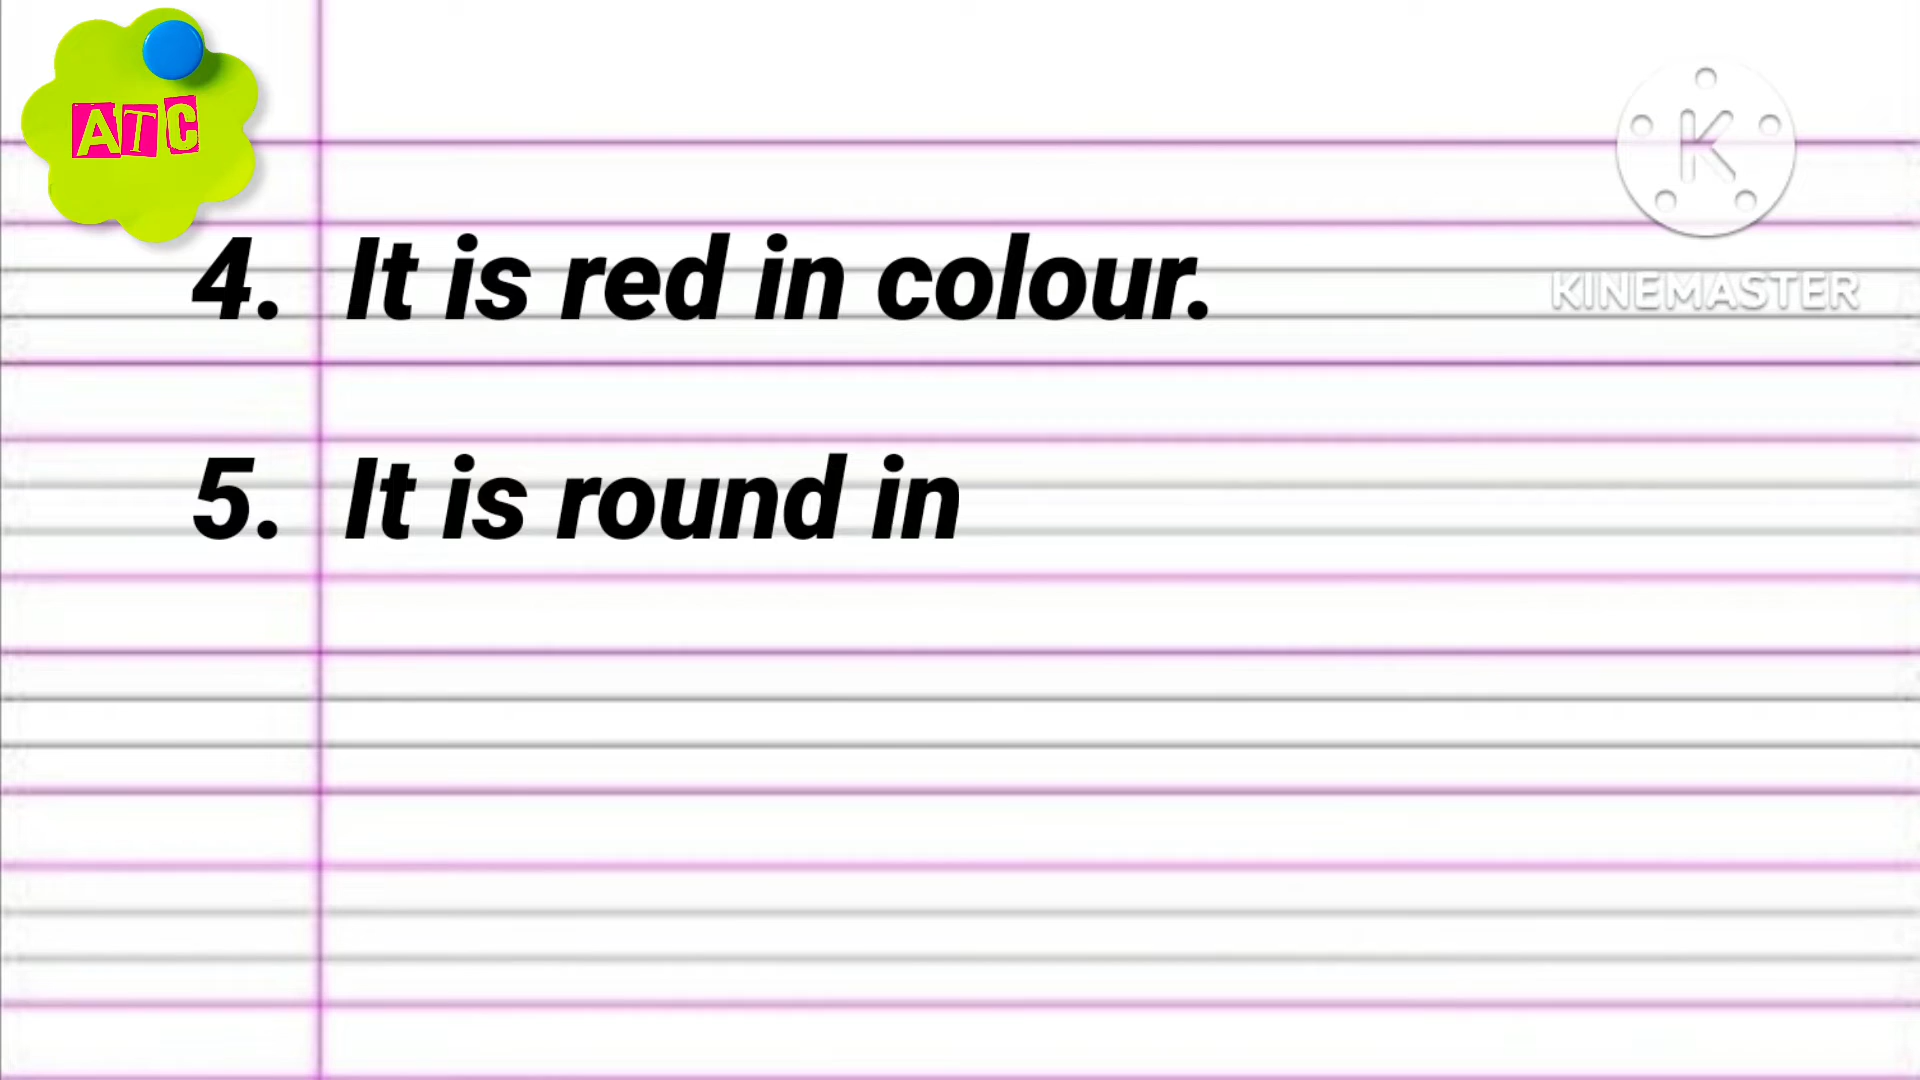 ATC
K
KINEMASTER
4. It is red in colour.
5. It is round in